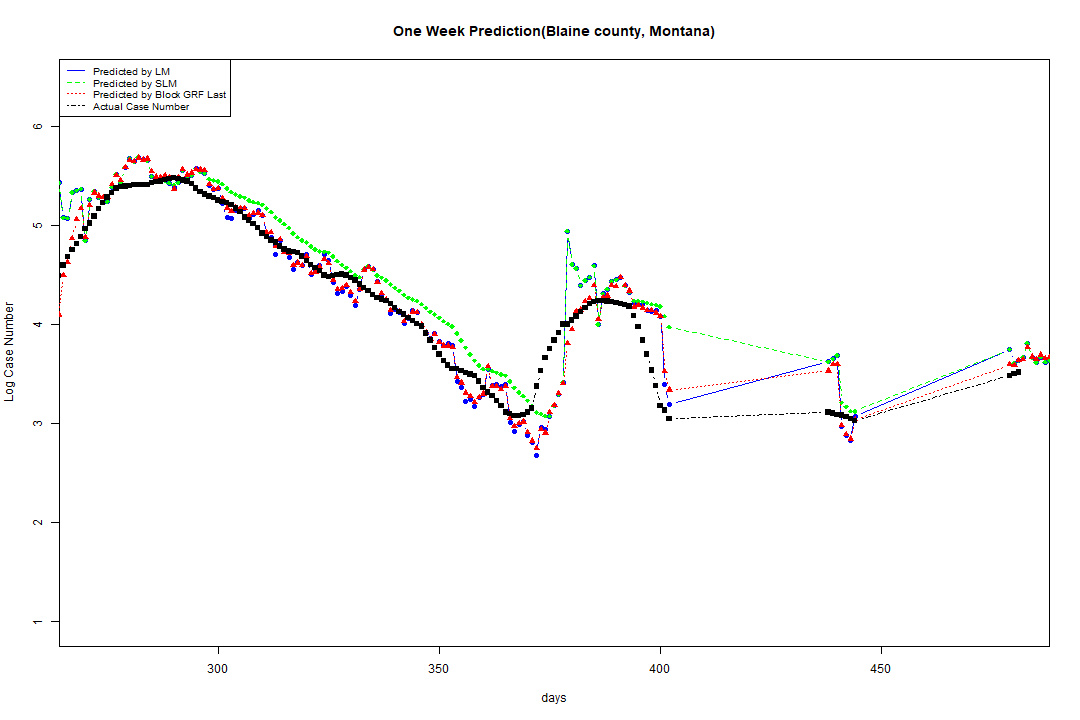 One Week Prediction(Blaine county, Montana)
Predicted by LM
Predicted by SLM
Predicted by Block GRF Last
Actual Case Number
Log Case Number
6
5
4
3
2
1
300 350 400 450
days